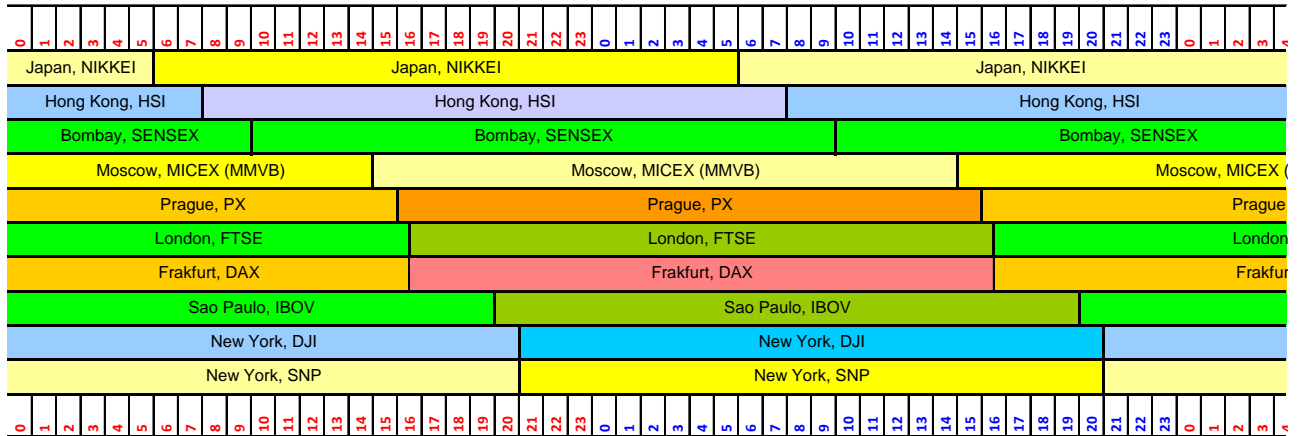 0 1 2 3 4 5 6 7 8 9 10 11 12 13 14 15 16 17 18 19 20 21 22 23 0 1 2 3 4 5 6 7 8 9 10 11 12 13 14 15 16 17 18 19 20 21 22 23 0 1 2 3 4
Japan, NIKKEI Japan, NIKKEI Japan, NIKKEI
Hong Kong, HSI Hong Kong, HSI Hong Kong, HSI
Bombay, SENSEX Bombay, SENSEX Bombay, SENSEX
Moscow, MICEX (MMVB) Moscow, MICEX (MMVB) Moscow, MICEX (
Prague, PX Prague, PX Prague
London, FTSE London, FTSE London
Frakfurt, DAX Frakfurt, DAX Frakfur
Sao Paulo, IBOV Sao Paulo, IBOV
New York, DJI New York, DJI
New York, SNP New York, SNP
0 1 2 3 4 5 6 7 8 9 10 11 12 13 14 15 16 17 18 19 20 21 22 23 0 1 2 3 4 5 6 7 8 9 10 11 12 13 14 15 16 17 18 19 20 21 22 23 0 1 2 3 4